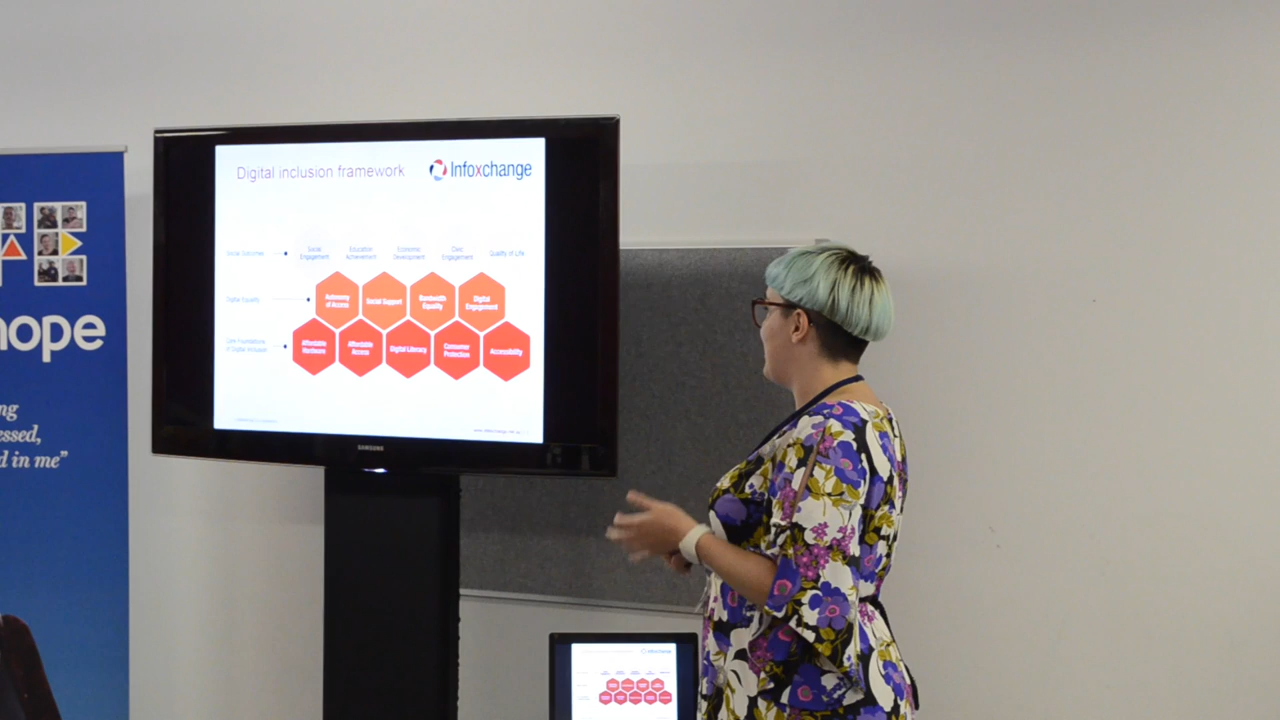 hope
ng
essed,
d in me”
Digital inclusion framework
Infoxchange
Social Outcomes
Social
Engagement
Education
Achievement
Economic
Development
Civic
Engagement
Quality of Life
Digital Equality
Autonomy
of Access
Social Support
Bandwidth
Equality
Digital
Engagement
Core Foundations
of Digital Inclusion
Affordable
Hardware
Affordable
Access
Digital Literacy
Consumer
Protection
Accessibility
SAMSUNG
Infoxchange